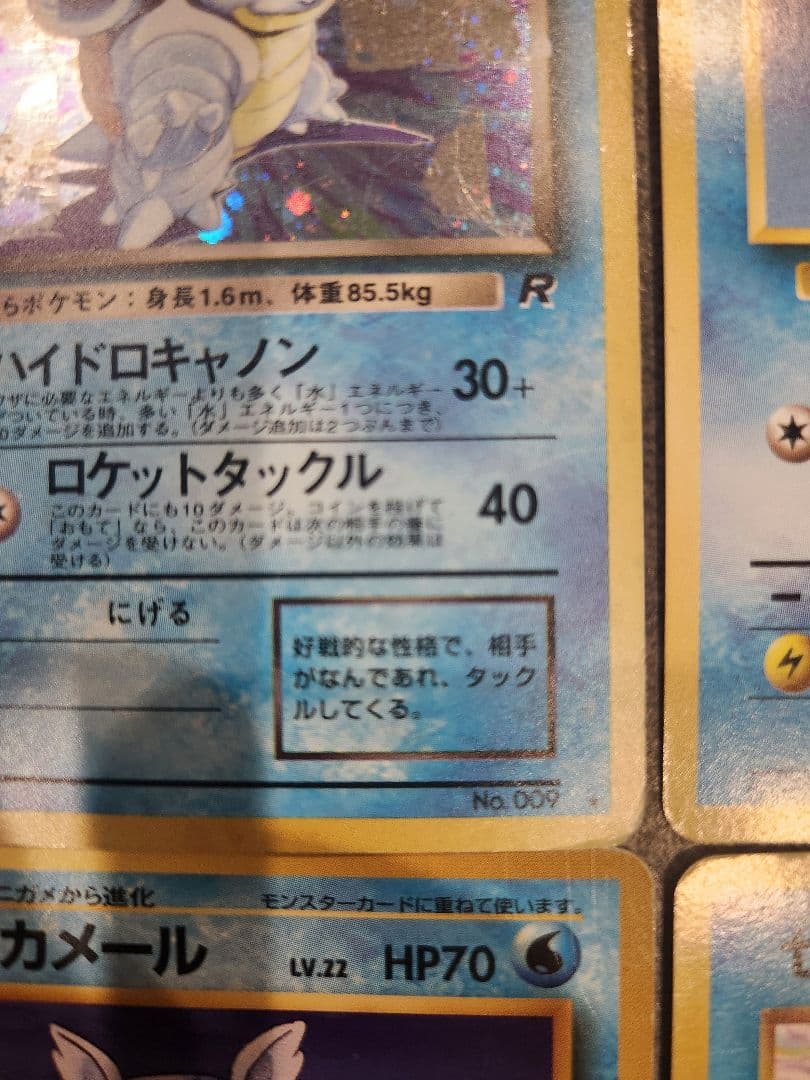 らポケモン：身長1.6m、体重85.5kg
R
ハイドロキャノン
30+
ワザに必要なエネルギーよりも多く「水」エネルギー
がついている時、多い「水」エネルギー1つにつき、
0ダメージを追加する。（ダメージ追加は2つぶんまで）
ロケットタックル
40
このカードにも10ダメージ。コインを投げて
「おもて」なら、このカードは次の相手の番に
ダメージを受けない。（ダメージ以外の効果は
受ける）
にげる
好戦的な性格で、相手
がなんであれ、タック
ルしてくる。
No. 009
ニガメから進化
モンスターカードに重ねて使います。
カメール
LV.22
HP70